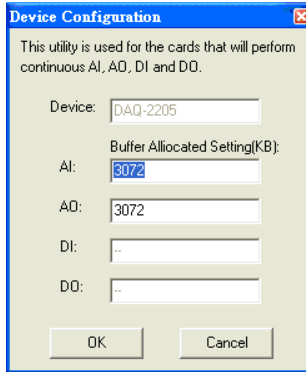 Device Configuration
This utility is used for the cards that will perform
continuous AI, AO, DI and DO.
Device: DAQ-2205
Buffer Alliocated Setting(KB):
AI: 3072
AO: 3072
DI: --
DO: --
OK Cancel